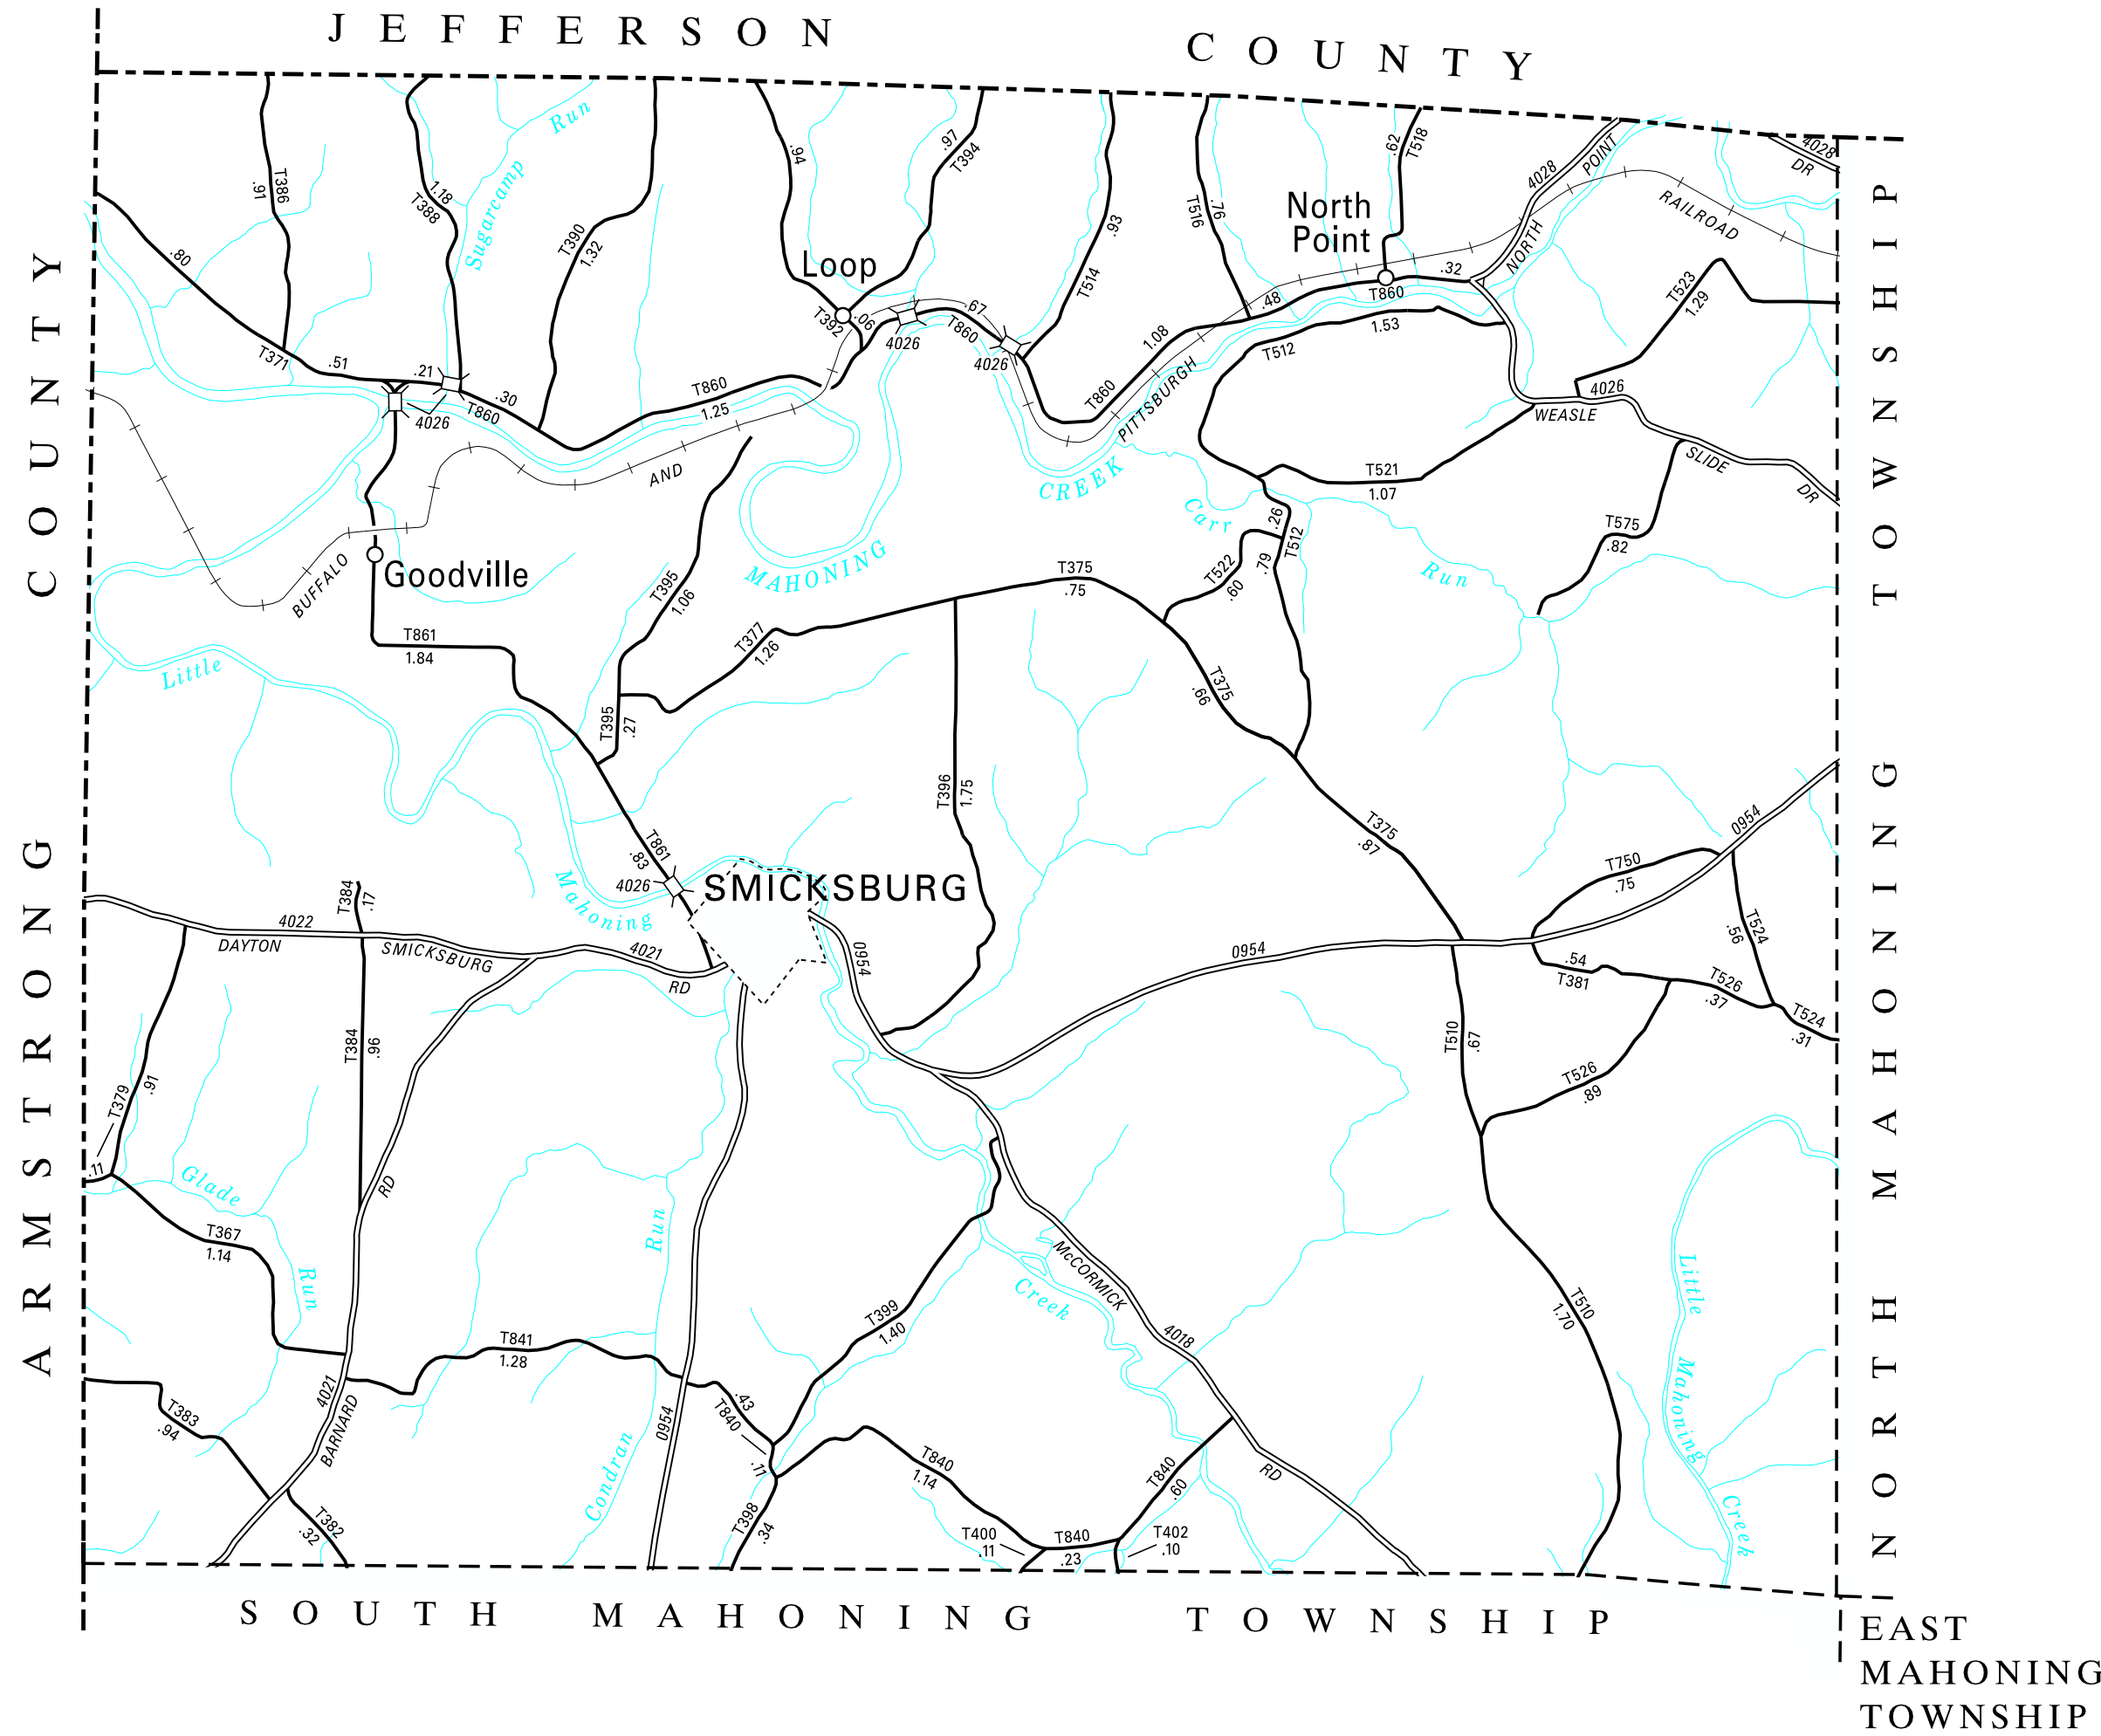 JEFFERSON COUNTY
ARMSTRONG COUNTY
NORTH MAHONING TOWNSHIP
SOUTH MAHONING TOWNSHIP
EAST
MAHONING
TOWNSHIP
T386
.91
1.18
T388
Sugarcamp Run
T390
1.32
.94
.97
T394
.93
T514
T516
.76
.62
T518
4028
NORTH POINT
4028
DR
RAILROAD
North
Point
Loop
.80
T371
.51
.21
4026
T860
.30
T860
1.25
T392
.06
4026
.67
T860
4026
T860
1.08
.48
T860
.32
T512
1.53
PITTSBURGH
AND
BUFFALO
T523
1.29
4026
WEASLE
SLIDE
DR
T521
1.07
T575
.82
CREEK
MAHONING
Carr
Run
.26
T512
.79
T522
.60
Goodville
T861
1.84
T395
1.06
T377
1.26
T375
.75
T375
.66
T395
.27
T396
1.75
T375
.87
Little
Mahoning
T861
.83
4026
SMICKSBURG
T384
.17
4022
DAYTON
SMICKSBURG
4021
RD
0954
0954
0954
T750
.75
T524
.56
.54
T381
T526
.37
T524
.31
T510
.67
T526
.89
T379
.91
.11
T384
.96
RD
Glade
Run
T367
1.14
Run
Condran
Creek
McCORMICK
4018
RD
T399
1.40
T510
1.70
Little
Mahoning
Creek
T841
1.28
4021
BARNARD
T383
.94
T382
.32
0954
.43
T840
.11
T398
.34
T840
1.14
T840
.60
T400
.11
T840
.23
T402
.10